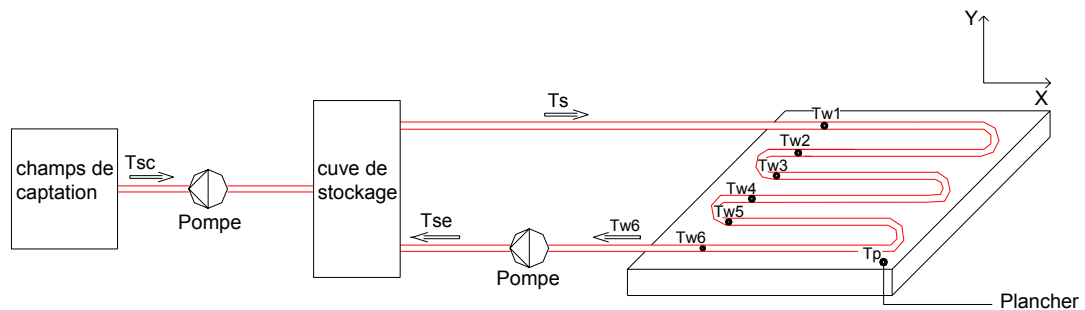 Y
X
Ts
Tw1
Tw2
Tw3
Tw4
Tw5
Tw6
Tp
champs de
captation
Tsc
Pompe
cuve de
stockage
Tse
Pompe
Tw6
Plancher